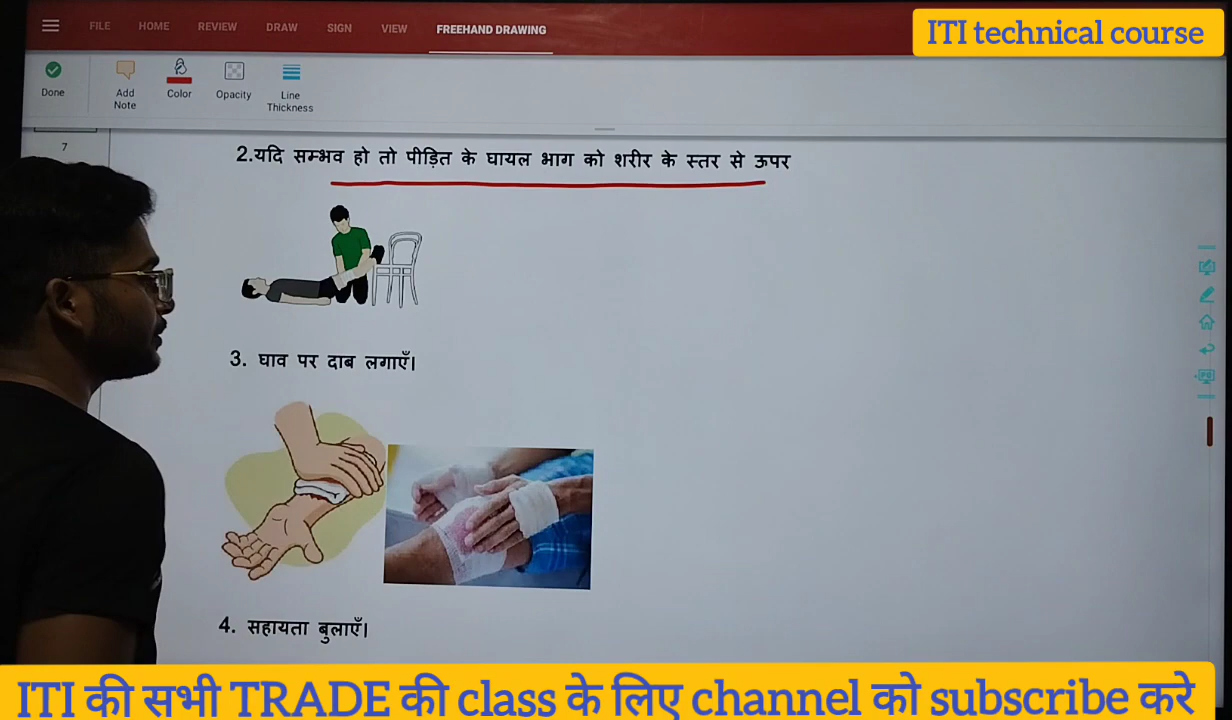 FILE HOME REVIEW DRAW SIGN VIEW FREEHAND DRAWING
ITI technical course
Done
Add Note
Color
Opacity
Line Thickness
7
2.यदि सम्भव हो तो पीड़ित के घायल भाग को शरीर के स्तर से ऊपर
3. घाव पर दाब लगाएँ।
4. सहायता बुलाएँ।
ITI की सभी TRADE की class के लिए channel को subscribe करे